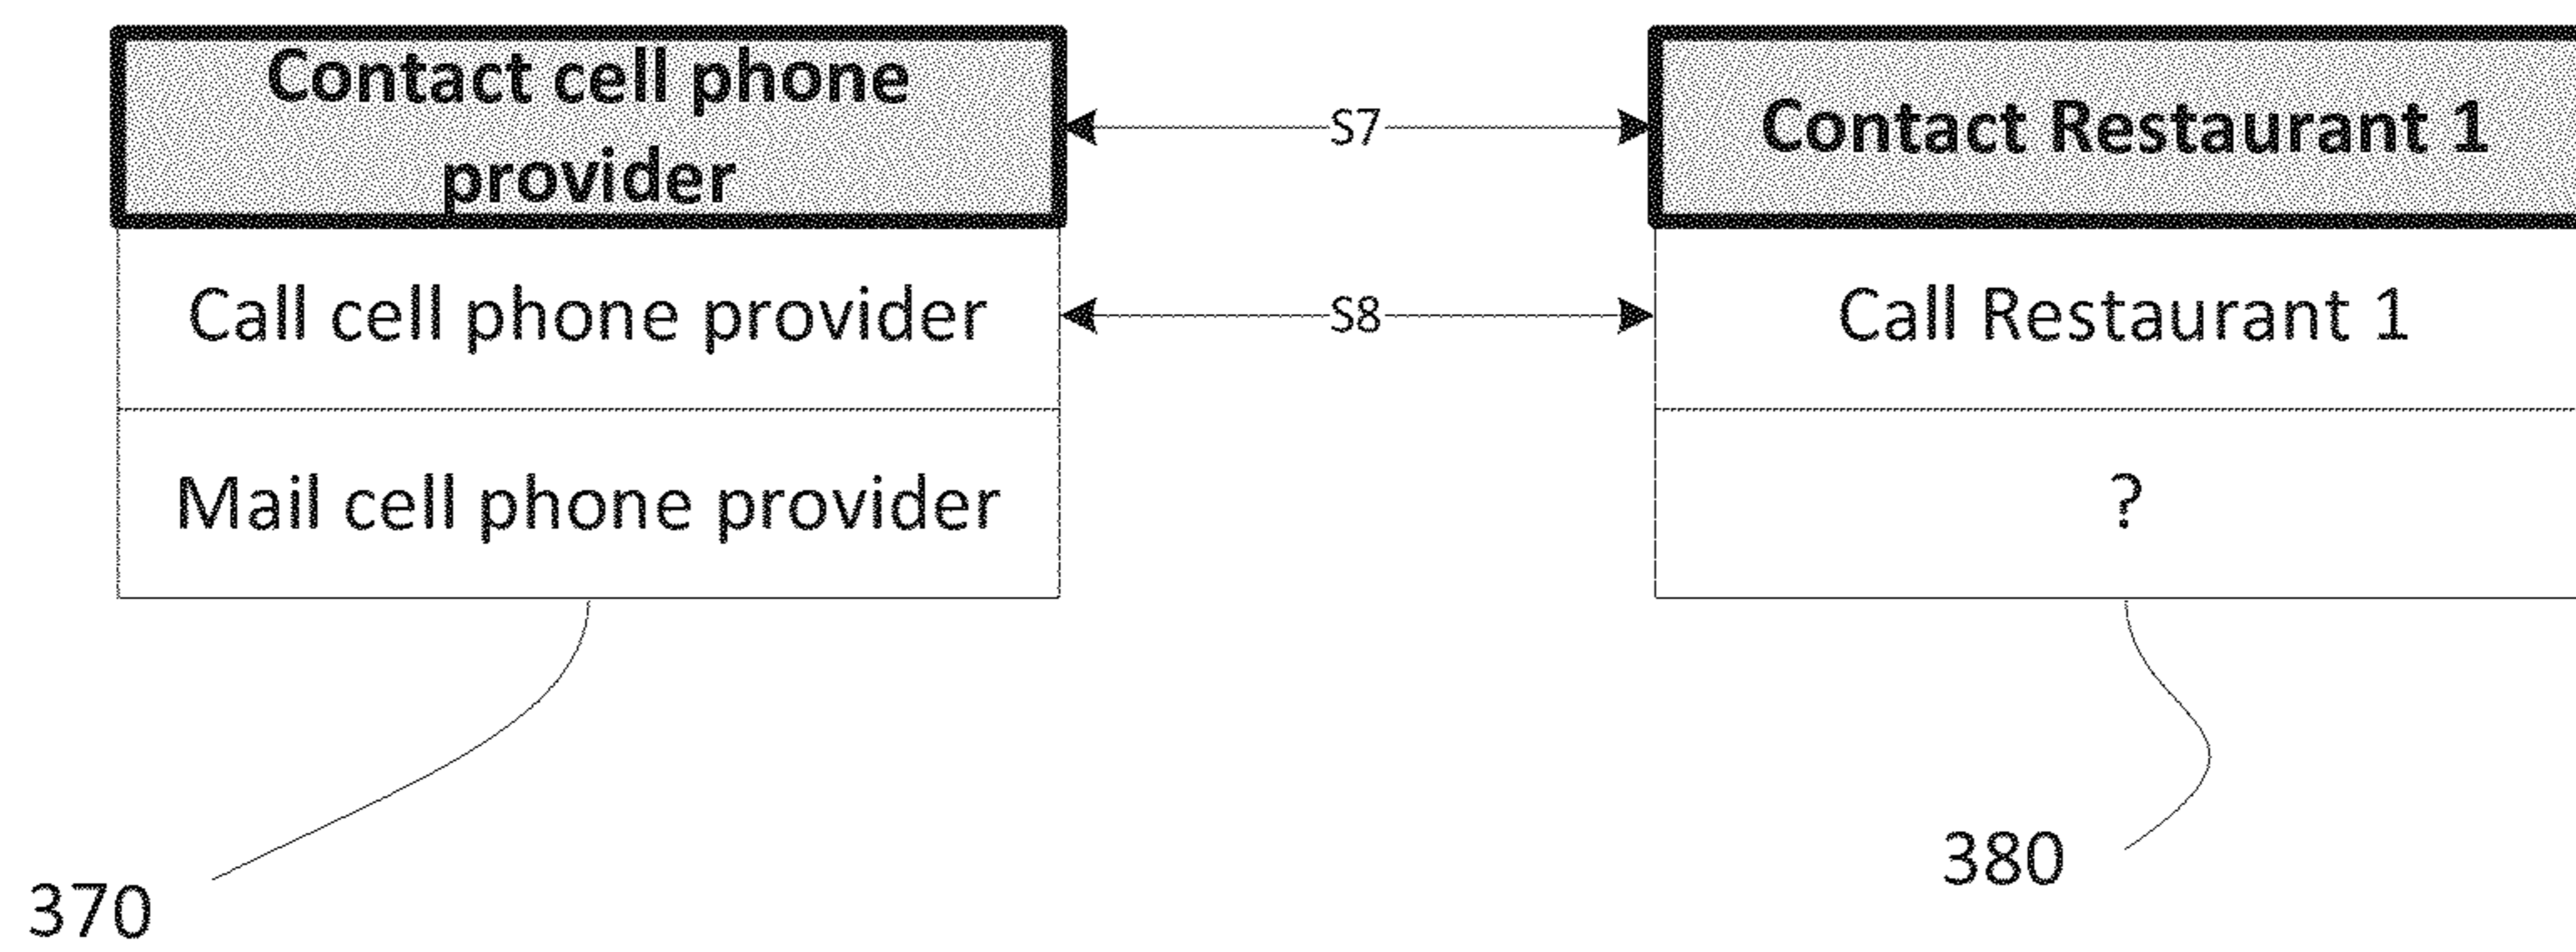 Contact cell phone
provider
S7
Contact Restaurant 1
Call cell phone provider
S8
Call Restaurant 1
Mail cell phone provider
?
370
380